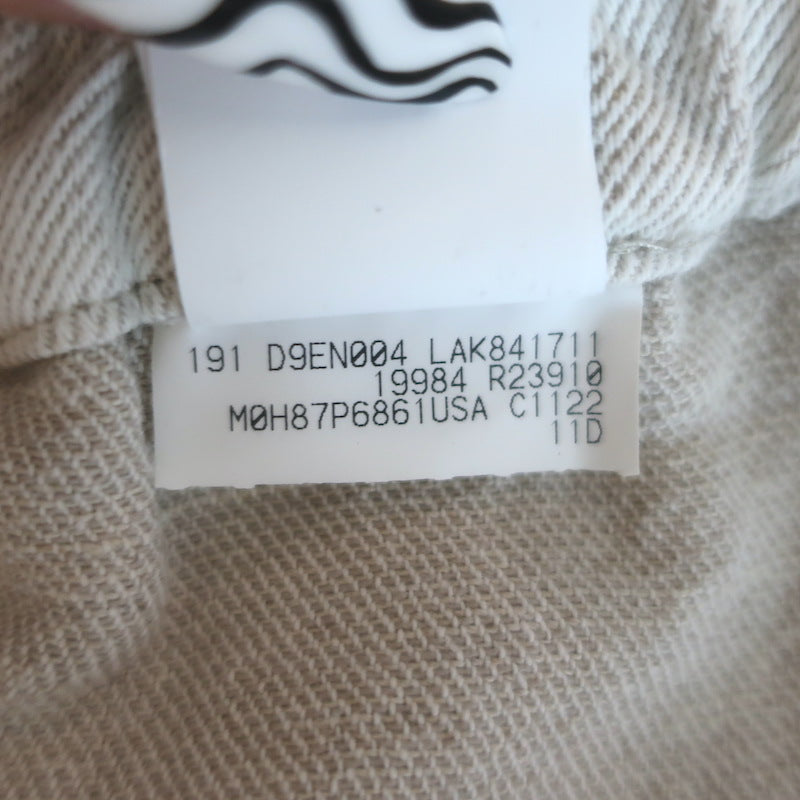 191 D9EN004 LAK841711
19984 R23910
M0H87P6861USA C1122
11D